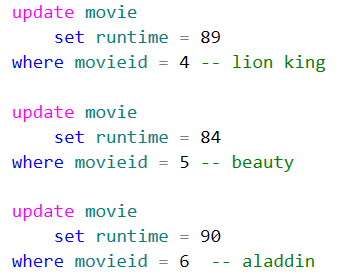 update movie
    set runtime = 89
where movieid = 4 -- lion king

update movie
    set runtime = 84
where movieid = 5 -- beauty

update movie
    set runtime = 90
where movieid = 6  -- aladdin